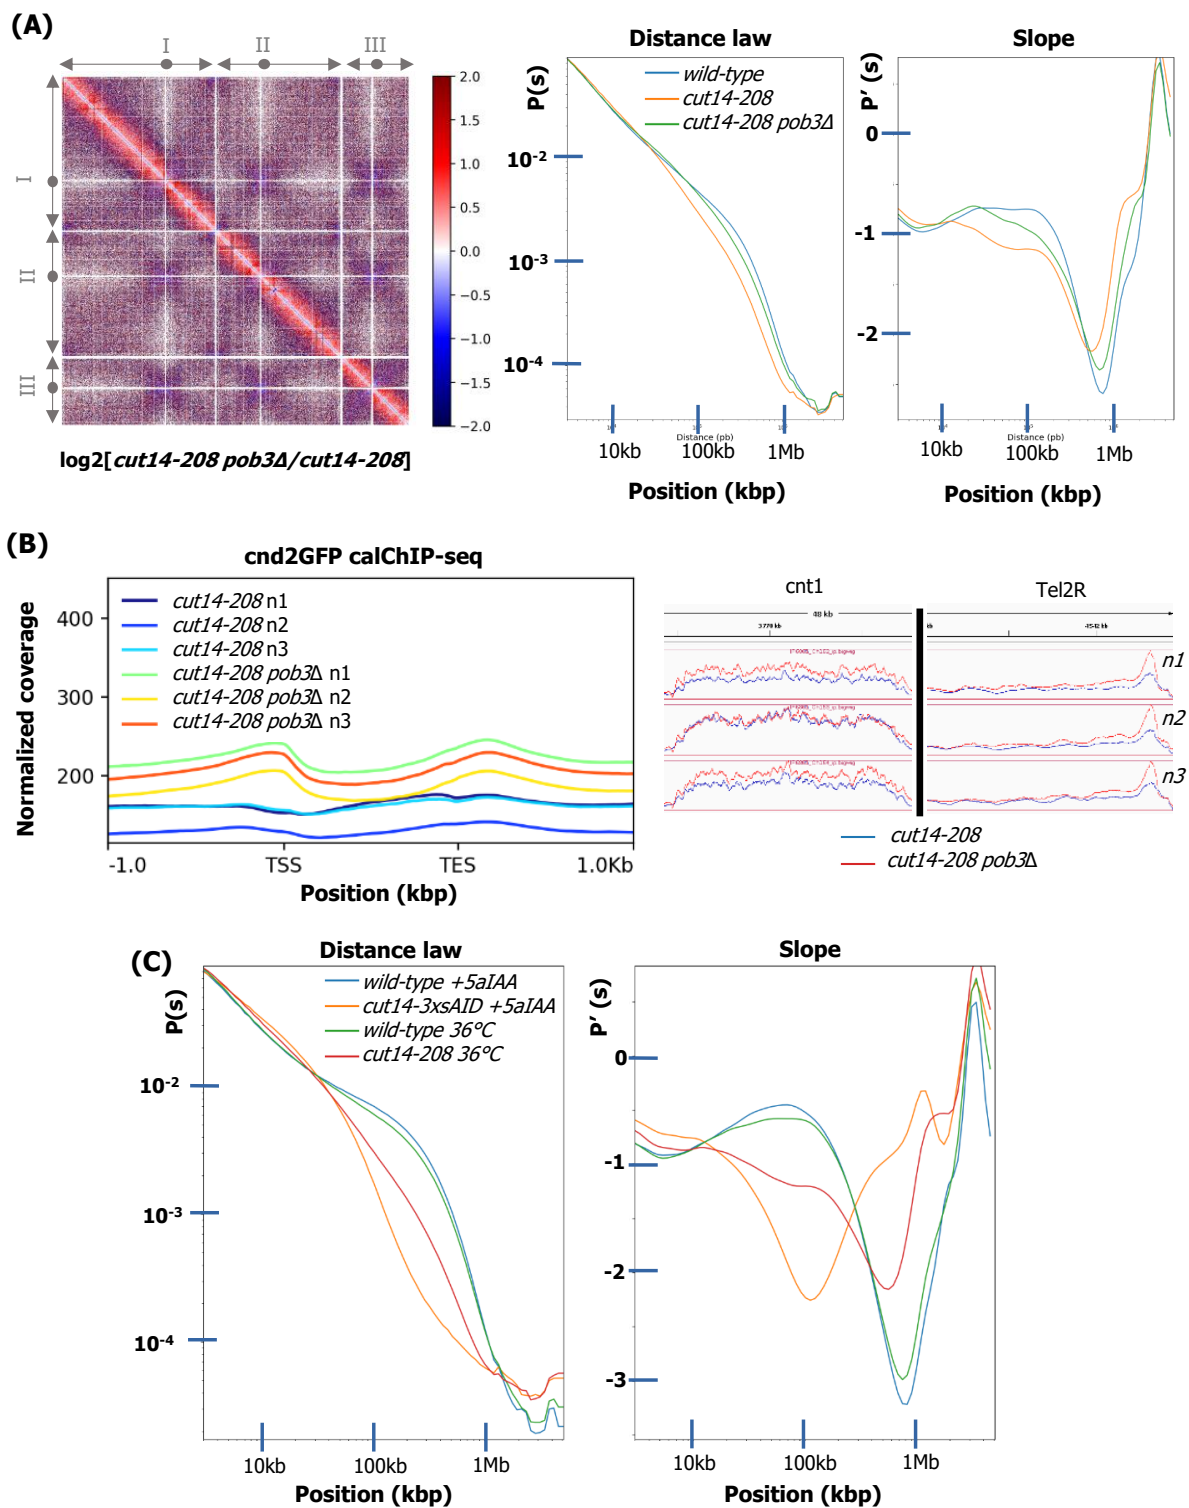 (A)
I II III
I
II
III
2.0
1.5
1.0
0.5
0.0
-0.5
-1.0
-1.5
-2.0
log2[cut14-208 pob3Δ/cut14-208]
Distance law
P(s)
wild-type
cut14-208
cut14-208 pob3Δ
10-2
10-3
10-4
Distance (pb)
10kb 100kb 1Mb
Position (kbp)
Slope
P' (s)
0
-1
-2
Distance (pb)
10kb 100kb 1Mb
Position (kbp)
(B)
cnd2GFP calChIP-seq
Normalized coverage
400
300
200
cut14-208 n1
cut14-208 n2
cut14-208 n3
cut14-208 pob3Δ n1
cut14-208 pob3Δ n2
cut14-208 pob3Δ n3
-1.0 TSS TES 1.0Kb
Position (kbp)
cnt1 Tel2R
48 kb
3.770 kb
kb
n1
n2
n3
cut14-208
cut14-208 pob3Δ
(C)
Distance law
P(s)
wild-type +5aIAA
cut14-3xsAID +5aIAA
wild-type 36°C
cut14-208 36°C
10-2
10-3
10-4
10kb 100kb 1Mb
Position (kbp)
Slope
P' (s)
0
-1
-2
-3
10kb 100kb 1Mb
Position (kbp)